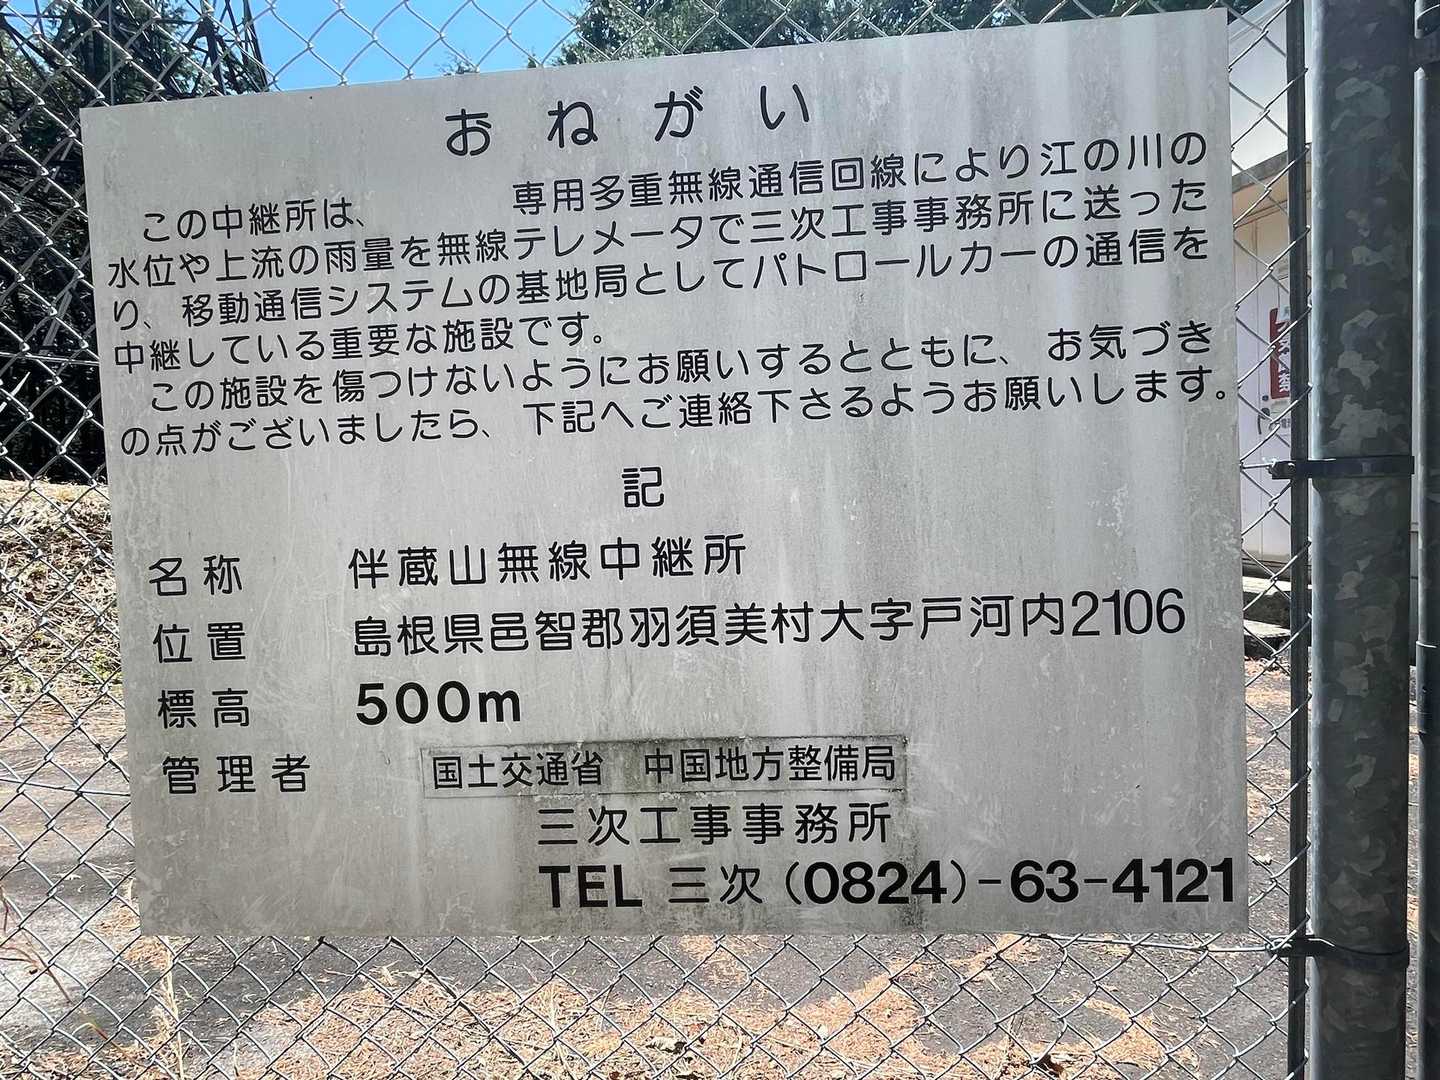 おねがい
この中継所は、　　　　専用多重無線通信回線により江の川の
水位や上流の雨量を無線テレメータで三次工事事務所に送った
り、移動通信システムの基地局としてパトロールカーの通信を
中継している重要な施設です。
この施設を傷つけないようにお願いするとともに、お気づき
の点がございましたら、下記へご連絡下さるようお願いします。
記
名称　伴蔵山無線中継所
位置　島根県邑智郡羽須美村大字戸河内2106
標高　500m
管理者　国土交通省　中国地方整備局
三次工事事務所
TEL 三次（0824）-63-4121